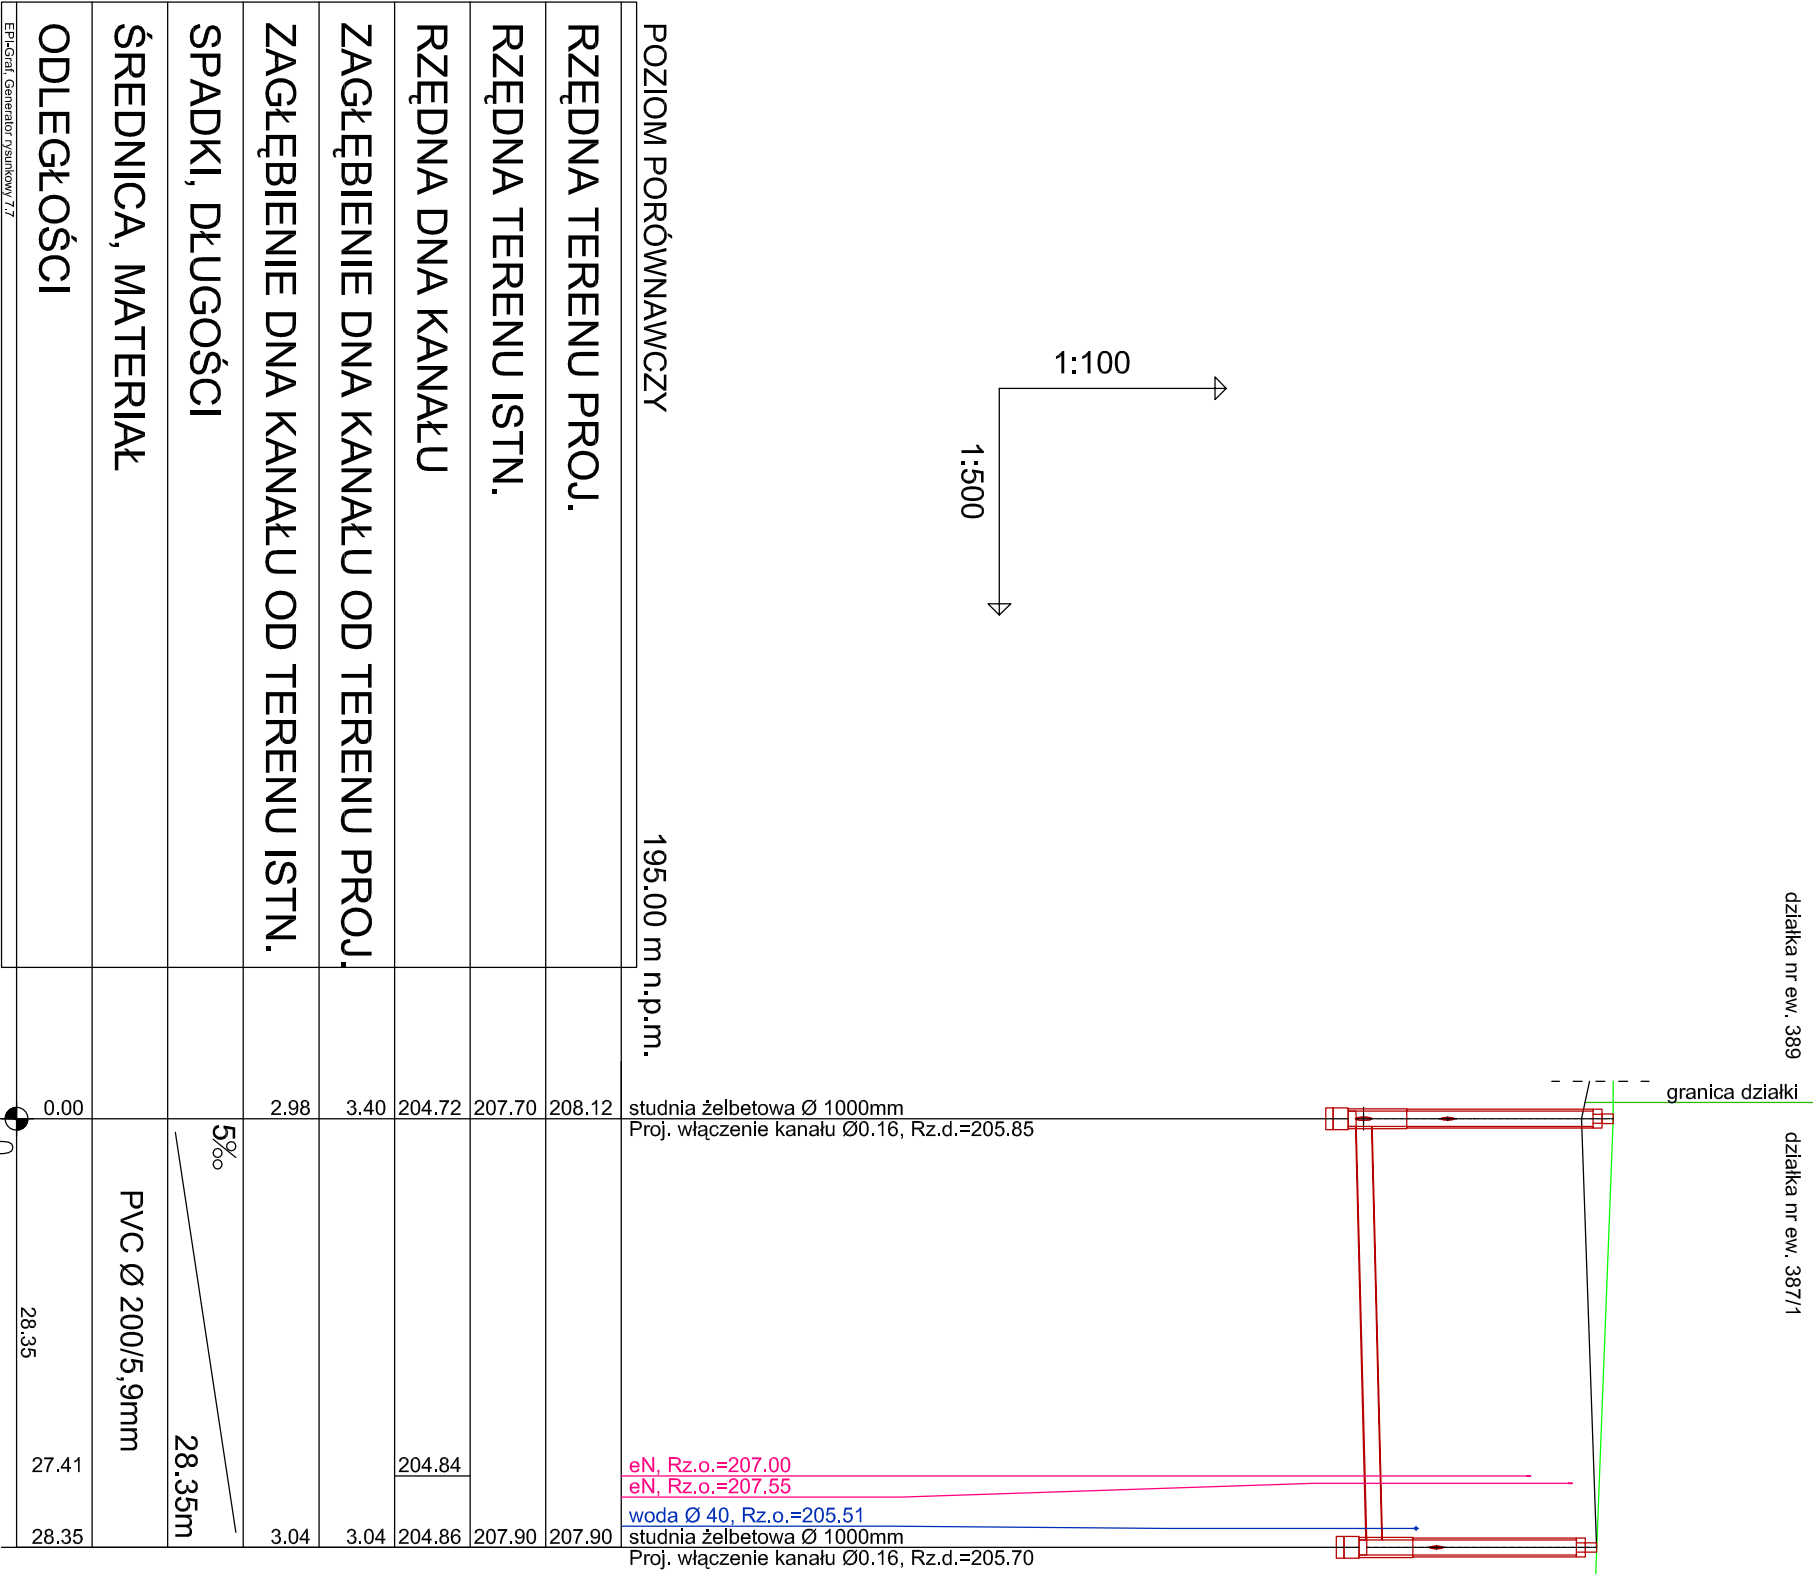 działka nr ew. 389
działka nr ew. 387/1
granica działki
1:100
1:500
POZIOM PORÓWNAWCZY
195.00 m n.p.m.
studnia żelbetowa Ø 1000mm
Proj. włączenie kanału Ø0.16, Rz.d.=205.85
eN, Rz.o.=207.00
eN, Rz.o.=207.55
woda Ø 40, Rz.o.=205.51
studnia żelbetowa Ø 1000mm
Proj. włączenie kanału Ø0.16, Rz.d.=205.70
RZĘDNA TERENU PROJ.
208.12
207.90
RZĘDNA TERENU ISTN.
207.70
207.90
RZĘDNA DNA KANAŁU
204.72
204.84
204.86
ZAGŁĘBIENIE DNA KANAŁU OD TERENU PROJ.
3.40
3.04
ZAGŁĘBIENIE DNA KANAŁU OD TERENU ISTN.
2.98
3.04
SPADKI, DŁUGOŚCI
5‰
28.35m
ŚREDNICA, MATERIAŁ
PVC Ø 200/5,9mm
ODLEGŁOŚCI
0.00
28.35
27.41
28.35
EPI-Graf, Generator rysunkowy 7.7